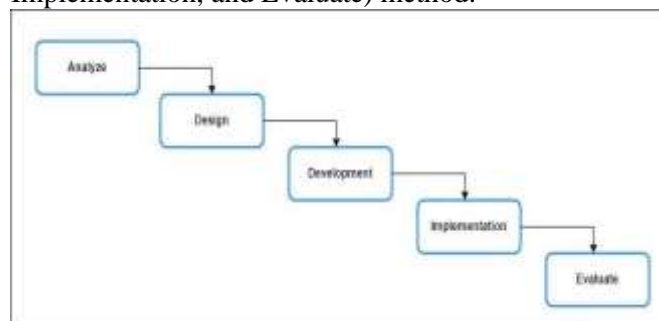 Implementation, and Evaluate) method.
Analyze
Design
Development
Implementation
Evaluate